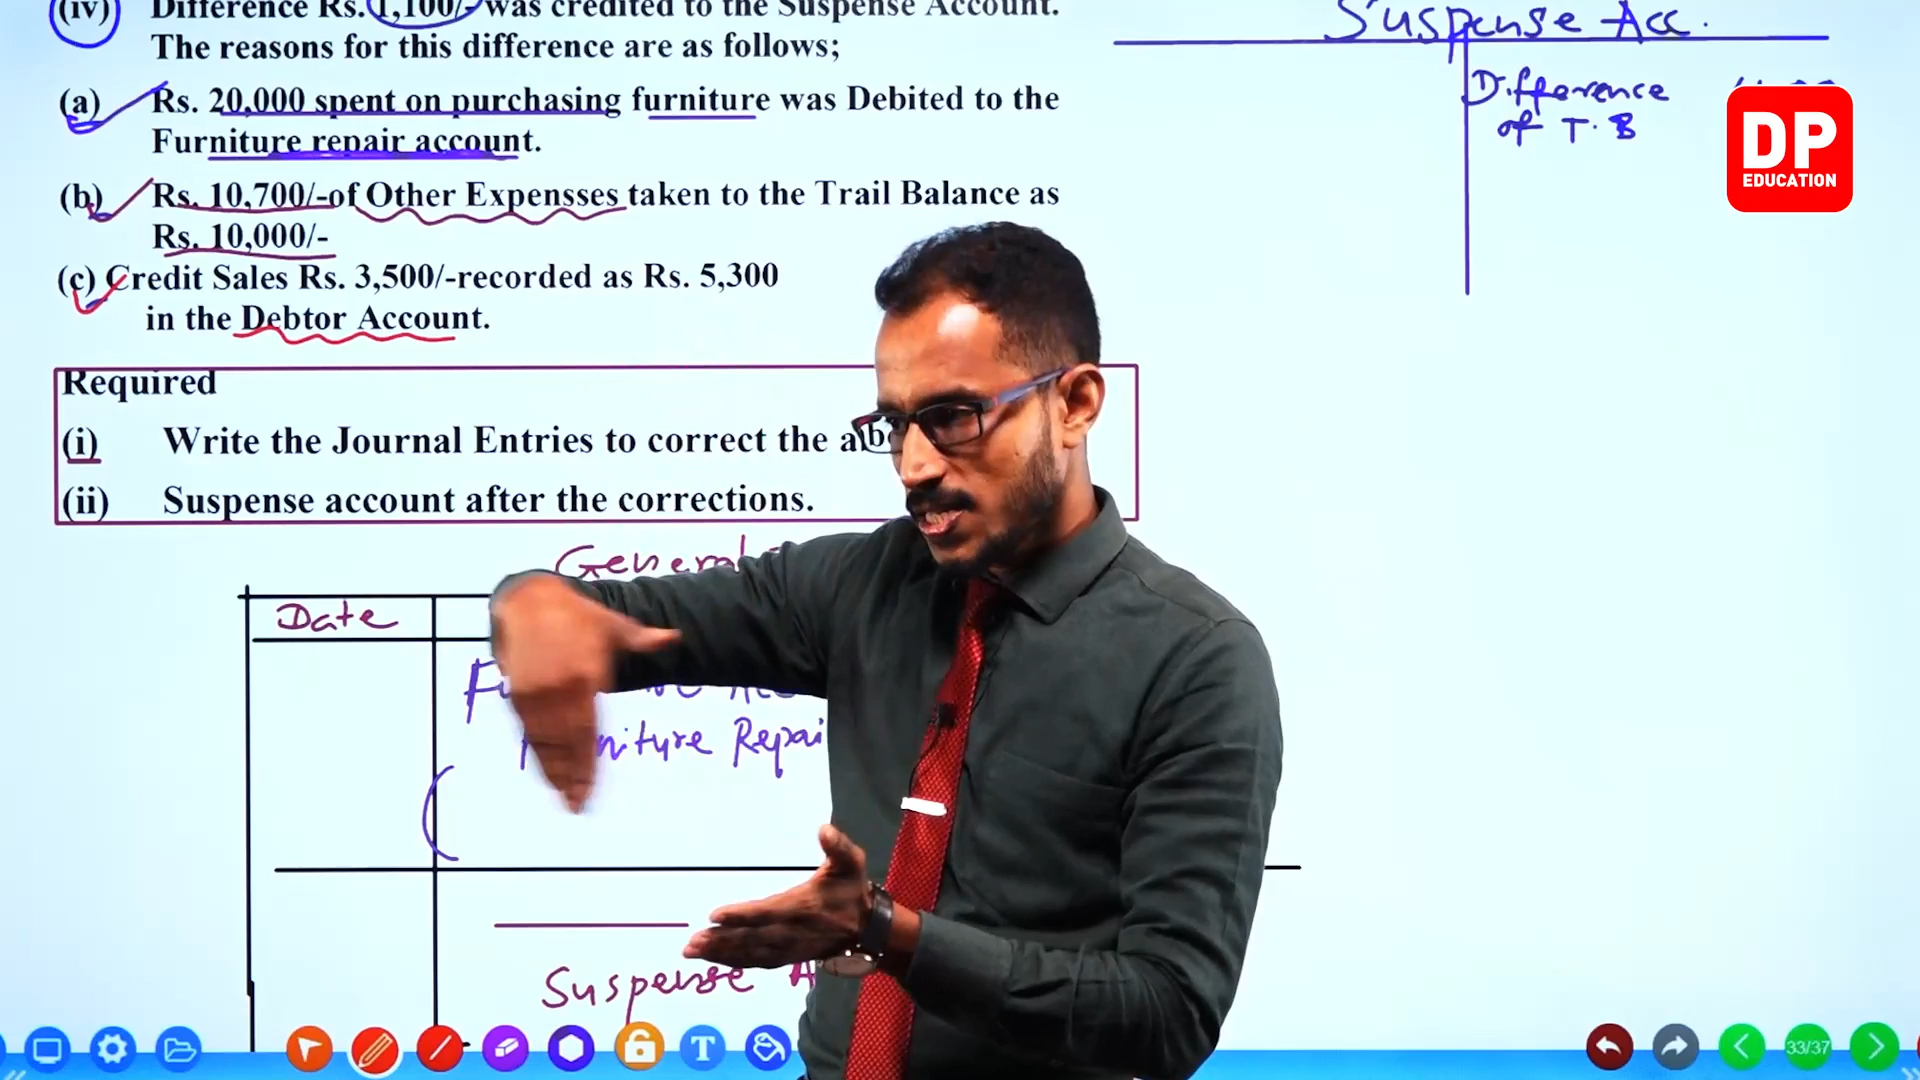 (iv) Difference Rs. 1,100/- was credited to the Suspense Account.
The reasons for this difference are as follows;
(a) Rs. 20,000 spent on purchasing furniture was Debited to the
Furniture repair account.
(b) Rs. 10,700/-of Other Expensses taken to the Trail Balance as
Rs. 10,000/-
(c) Credit Sales Rs. 3,500/-recorded as Rs. 5,300
in the Debtor Account.
Required
(i) Write the Journal Entries to correct the
(ii) Suspense account after the corrections.
General
Date
Repai
Suspense A
Suspense Acc.
Difference
of T.B
DP
EDUCATION
T
33/37